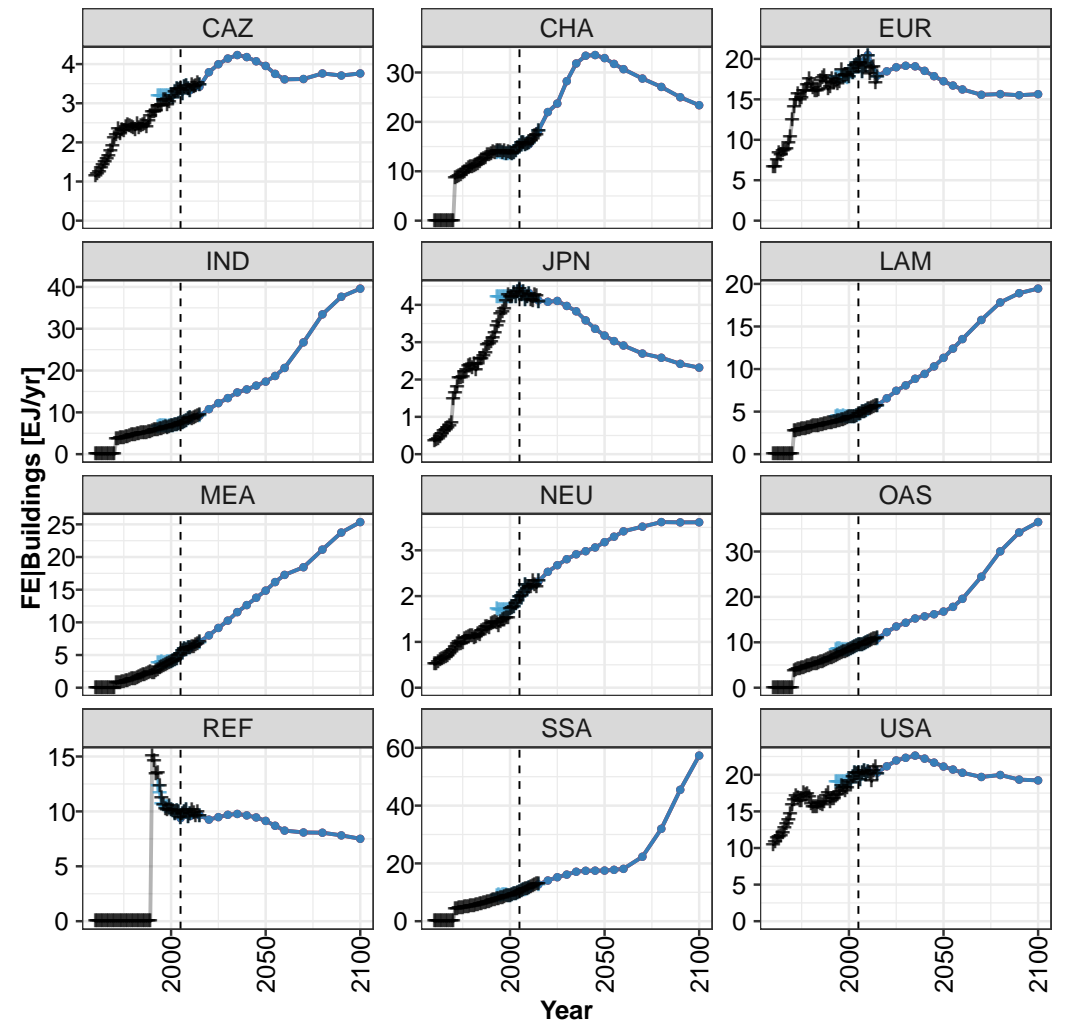 CAZ CHA EUR
4 3 2 1 0
30 20 10 0
20 15 10 5 0
IND JPN LAM
40 30 20 10 0
4 3 2 1 0
20 15 10 5 0
MEA NEU OAS
25 20 15 10 5 0
3 2 1 0
30 20 10 0
REF SSA USA
15 10 5 0
60 40 20 0
20 15 10 5 0
2000 2050 2100
2000 2050 2100
2000 2050 2100
FE|Buildings [EJ/yr]
Year